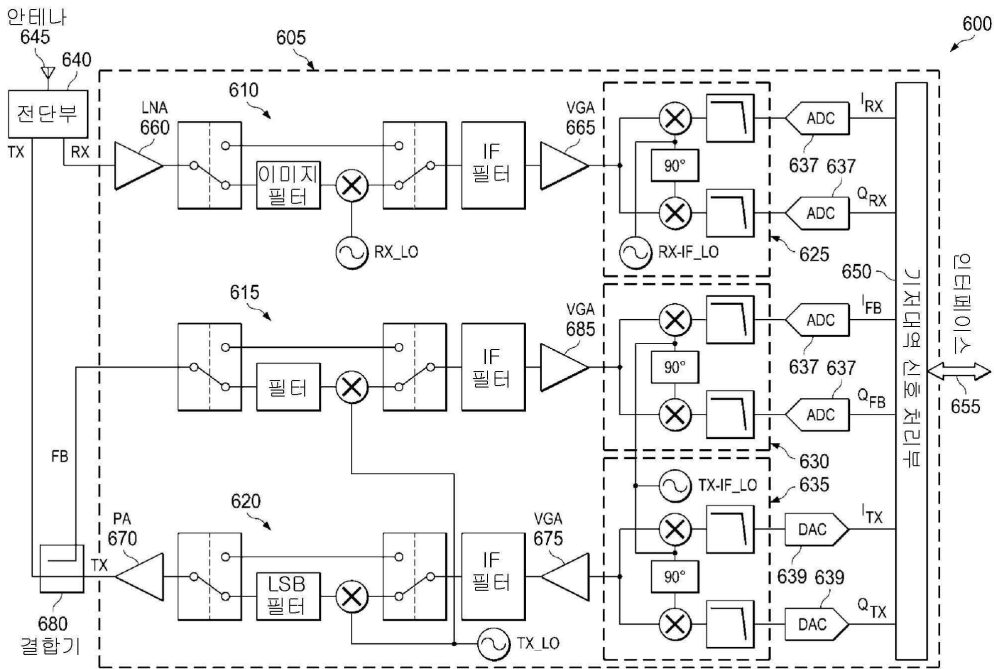 안테나
645
640
전단부
TX
RX
605
600
LNA
660
610
이미지
필터
RX_LO
IF
필터
VGA
665
90°
RX-IF_LO
625
ADC
637
I_RX
637
ADC
Q_RX
650
기저대역 신호 처리부
인터페이스
655
615
필터
IF
필터
VGA
685
90°
630
ADC
637
I_FB
637
ADC
Q_FB
FB
TX-IF_LO
635
PA
670
TX
680
결합기
620
LSB
필터
TX_LO
IF
필터
VGA
675
90°
DAC
639
I_TX
639
DAC
Q_TX